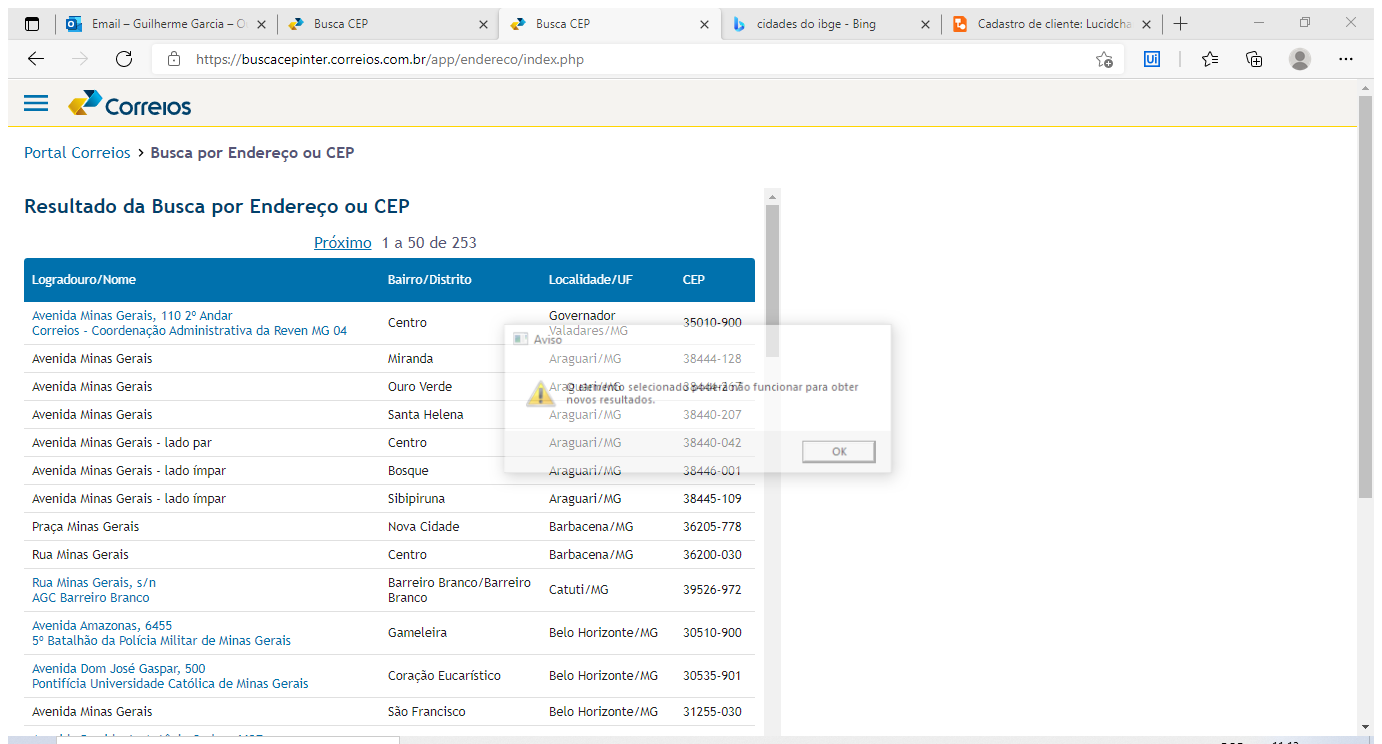 Email – Guilherme Garcia – O
Busca CEP
Busca CEP
cidades do ibge - Bing
Cadastro de cliente: Lucidcha
https://buscacepinter.correios.com.br/app/endereco/index.php
Ui
Correios
Portal Correios › Busca por Endereço ou CEP
Resultado da Busca por Endereço ou CEP
Próximo 1 a 50 de 253
Logradouro/Nome Bairro/Distrito Localidade/UF CEP
Avenida Minas Gerais, 110 2º Andar
Correios - Coordenação Administrativa da Reven MG 04
Centro
Governador
Valadares/MG
35010-900
Avenida Minas Gerais Miranda Araguari/MG 38444-128
Avenida Minas Gerais Ouro Verde Araguari/MG 38444-267
Avenida Minas Gerais Santa Helena Araguari/MG 38440-207
Avenida Minas Gerais - lado par Centro Araguari/MG 38440-042
Avenida Minas Gerais - lado ímpar Bosque Araguari/MG 38446-001
Avenida Minas Gerais - lado ímpar Sibipiruna Araguari/MG 38445-109
Praça Minas Gerais Nova Cidade Barbacena/MG 36205-778
Rua Minas Gerais Centro Barbacena/MG 36200-030
Rua Minas Gerais, s/n
AGC Barreiro Branco
Barreiro Branco/Barreiro
Branco
Catuti/MG
39526-972
Avenida Amazonas, 6455
5º Batalhão da Polícia Militar de Minas Gerais
Gameleira
Belo Horizonte/MG
30510-900
Avenida Dom José Gaspar, 500
Pontifícia Universidade Católica de Minas Gerais
Coração Eucarístico
Belo Horizonte/MG
30535-901
Avenida Minas Gerais São Francisco Belo Horizonte/MG 31255-030
Aviso
O elemento selecionado poderá não funcionar para obter
novos resultados.
OK